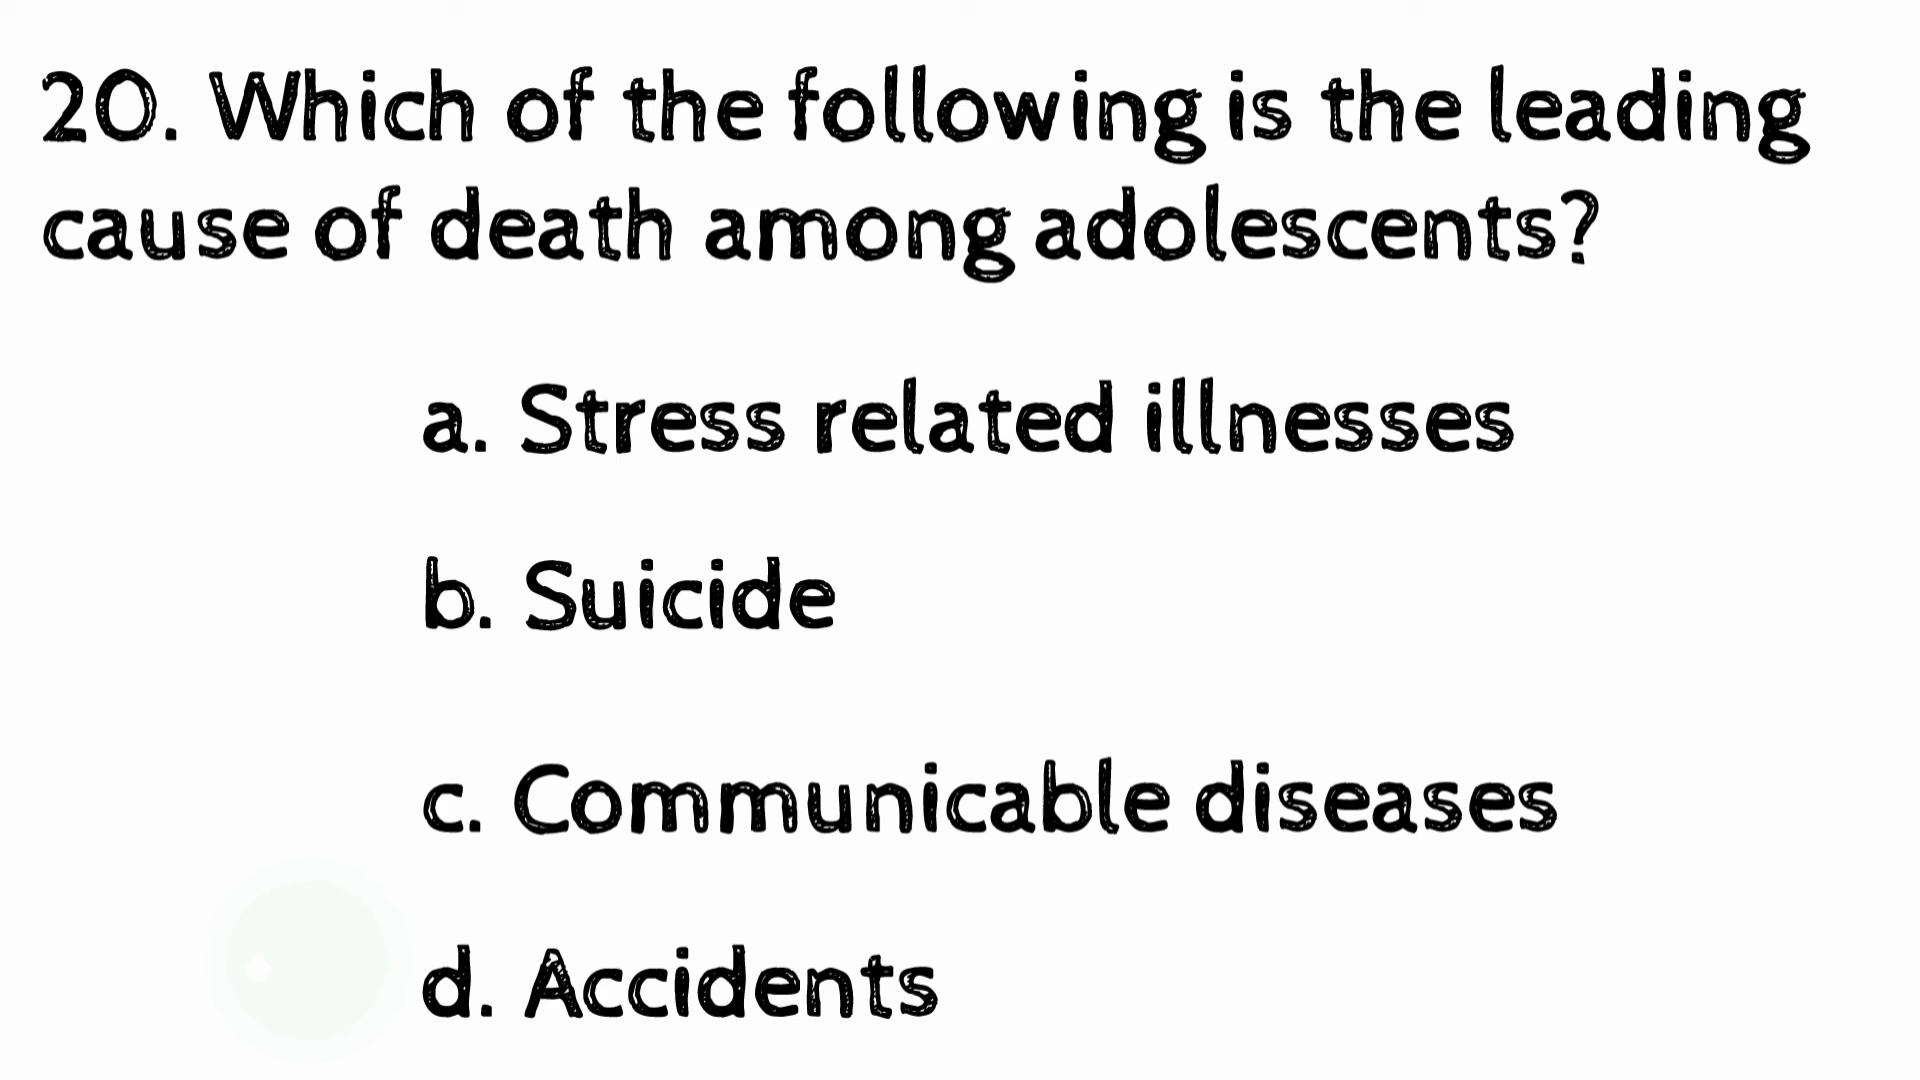 20. Which of the following is the leading
cause of death among adolescents?
a. Stress related illnesses
b. Suicide
c. Communicable diseases
d. Accidents